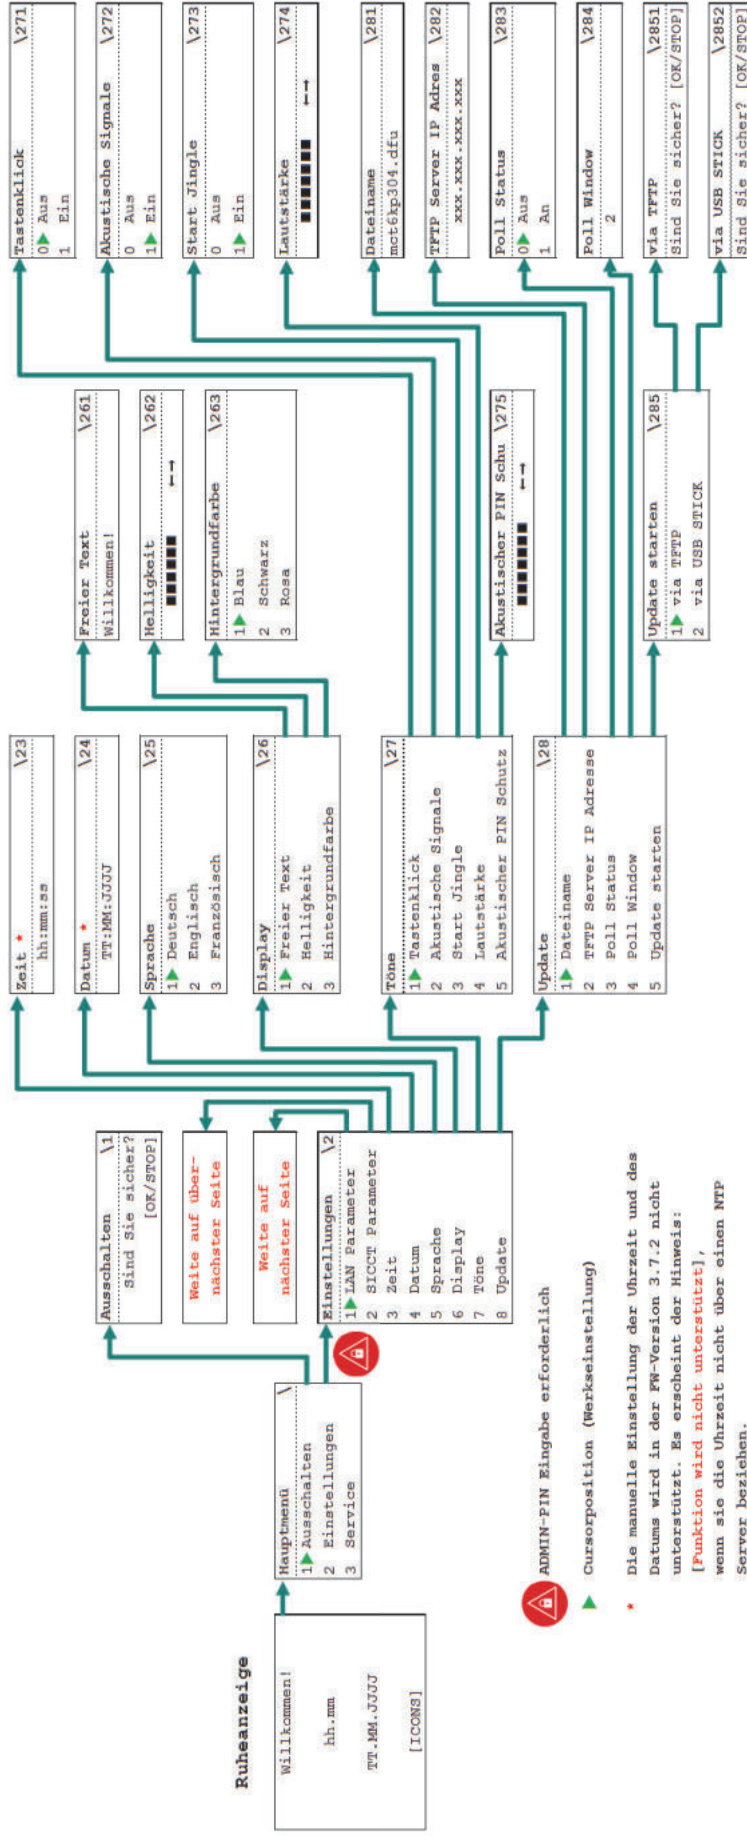 Ruheanzeige
Willkommen!
hh.mm
TT.MM.JJJJ
[ICONS]
Hauptmenü \
1 Ausschalten
2 Einstellungen
3 Service
Ausschalten \1
Sind Sie sicher?
[OK/STOP]
Weite auf über-
nächster Seite
Weite auf
nächster Seite
Einstellungen \2
1 LAN Parameter
2 SICCT Parameter
3 Zeit
4 Datum
5 Sprache
6 Display
7 Töne
8 Update
Zeit * \23
hh:mm:ss
Datum * \24
TT:MM:JJJJ
Sprache \25
1 Deutsch
2 Englisch
3 Französisch
Display \26
1 Freier Text
2 Helligkeit
3 Hintergrundfarbe
Töne \27
1 Tastenklick
2 Akustische Signale
3 Start Jingle
4 Lautstärke
5 Akustischer PIN Schutz
Update \28
1 Dateiname
2 TFTP Server IP Adresse
3 Poll Status
4 Poll Window
5 Update starten
Freier Text \261
Willkommen!
Helligkeit \262
←→
Hintergrundfarbe \263
1 Blau
2 Schwarz
3 Rosa
Akustischer PIN Schu \275
←→
Update starten \285
1 via TFTP
2 via USB STICK
Tastenklick \271
0 Aus
1 Ein
Akustische Signale \272
0 Aus
1 Ein
Start Jingle \273
0 Aus
1 Ein
Lautstärke \274
←→
Dateiname \281
mct6kp304.dfu
TFTP Server IP Adres \282
xxx.xxx.xxx.xxx
Poll Status \283
0 Aus
1 An
Poll Window \284
2
via TFTP \2851
Sind Sie sicher? [OK/STOP]
via USB STICK \2852
Sind Sie sicher? [OK/STOP]
ADMIN-PIN Eingabe erforderlich
Cursorposition (Werkseinstellung)
* Die manuelle Einstellung der Uhrzeit und des
Datums wird in der FW-Version 3.7.2 nicht
unterstützt. Es erscheint der Hinweis:
[Funktion wird nicht unterstützt],
wenn sie die Uhrzeit nicht über einen NTP
Server beziehen.